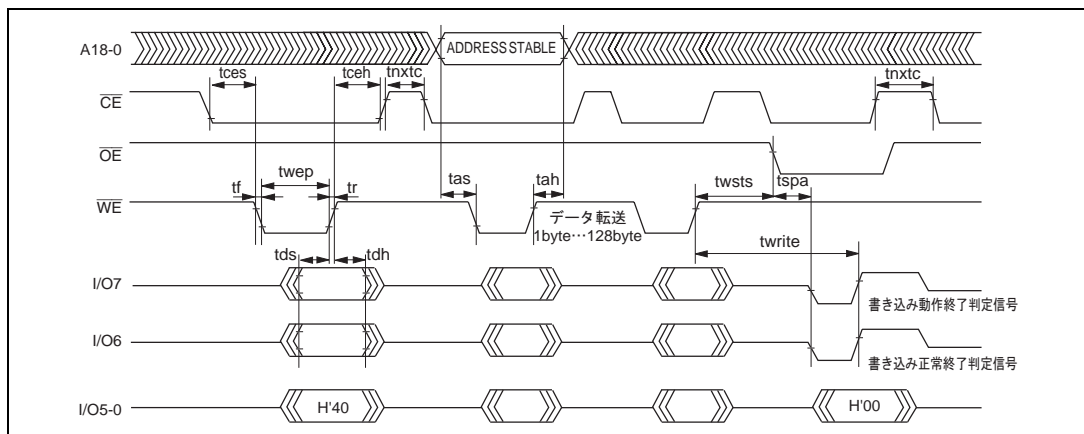 A18-0
ADDRESS STABLE
tces
tceh
tnxtc
tnxtc
CE
OE
twep
tf
tr
tas
tah
twsts
tspa
WE
データ転送
1byte…128byte
twrite
tds
tdh
I/O7
書き込み動作終了判定信号
I/O6
書き込み正常終了判定信号
I/O5-0
H'40
H'00